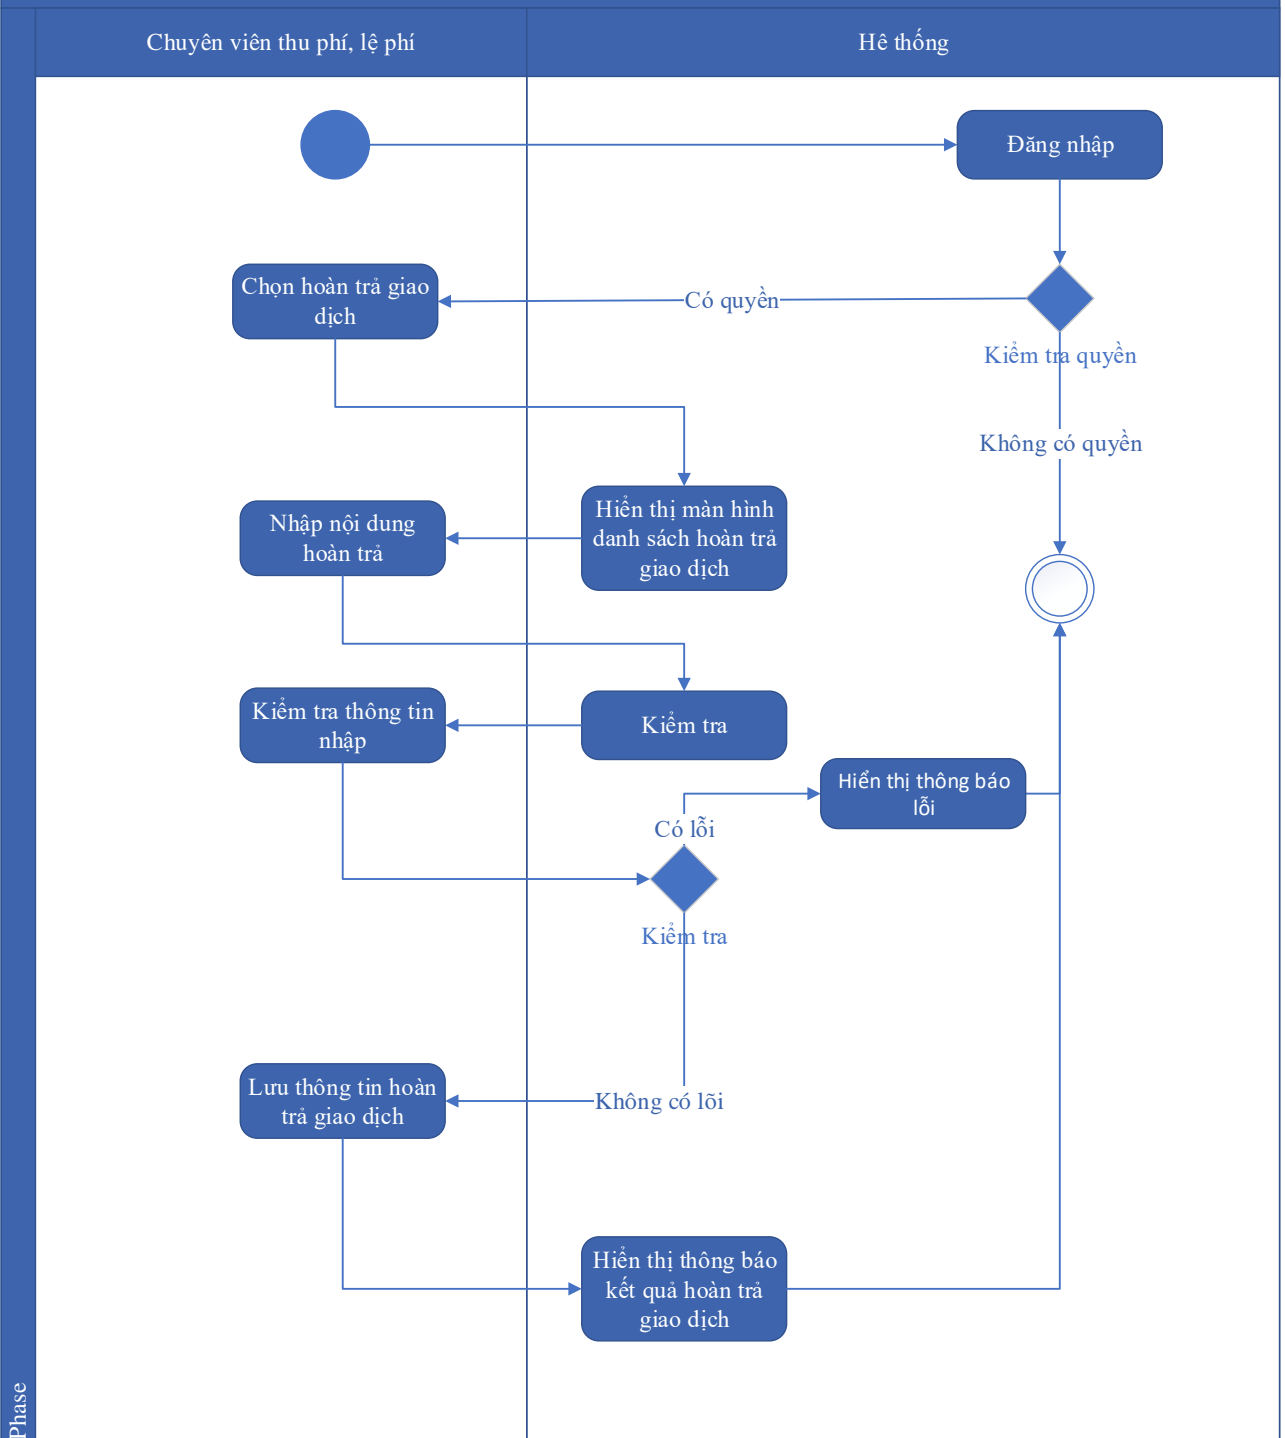 Chuyên viên thu phí, lệ phí
Hê thống
Đăng nhập
Chọn hoàn trả giao
dịch
Có quyền
Kiểm tra quyền
Không có quyền
Nhập nội dung
hoàn trả
Hiển thị màn hình
danh sách hoàn trả
giao dịch
Kiểm tra thông tin
nhập
Kiểm tra
Hiển thị thông báo
lỗi
Có lỗi
Kiểm tra
Lưu thông tin hoàn
trả giao dịch
Không có lõi
Hiển thị thông báo
kết quả hoàn trả
giao dịch
Phase